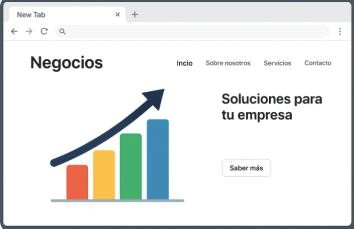 New Tab
Negocios
Incio
Sobre nosotros
Servicios
Contacto
Soluciones para
tu empresa
Saber más